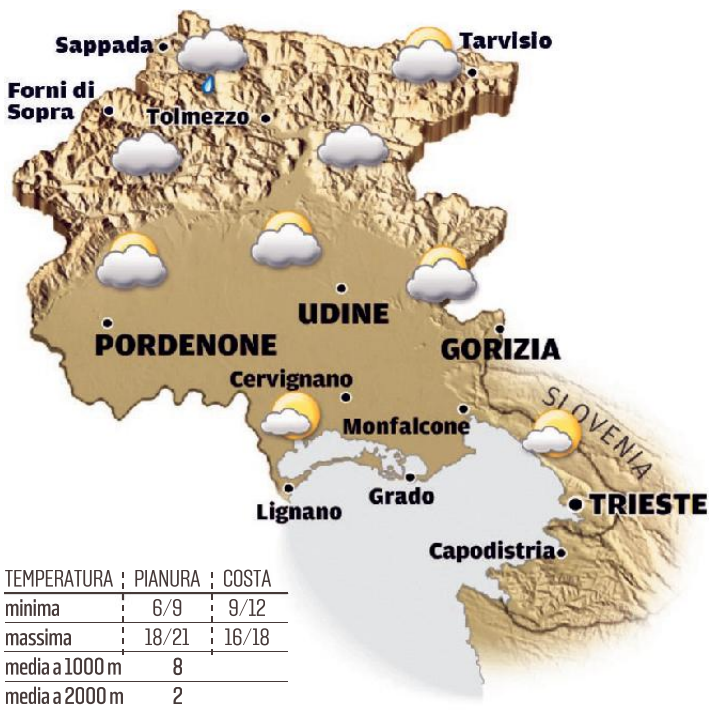 Sappada
Tarvisio
Forni di
Sopra
Tolmezzo
UDINE
PORDENONE
GORIZIA
Cervignano
SLOVENIA
Monfalcone
Grado
Lignano
TRIESTE
Capodistria
TEMPERATURA PIANURA COSTA
minima 6/9 9/12
massima 18/21 16/18
media a 1000 m 8
media a 2000 m 2